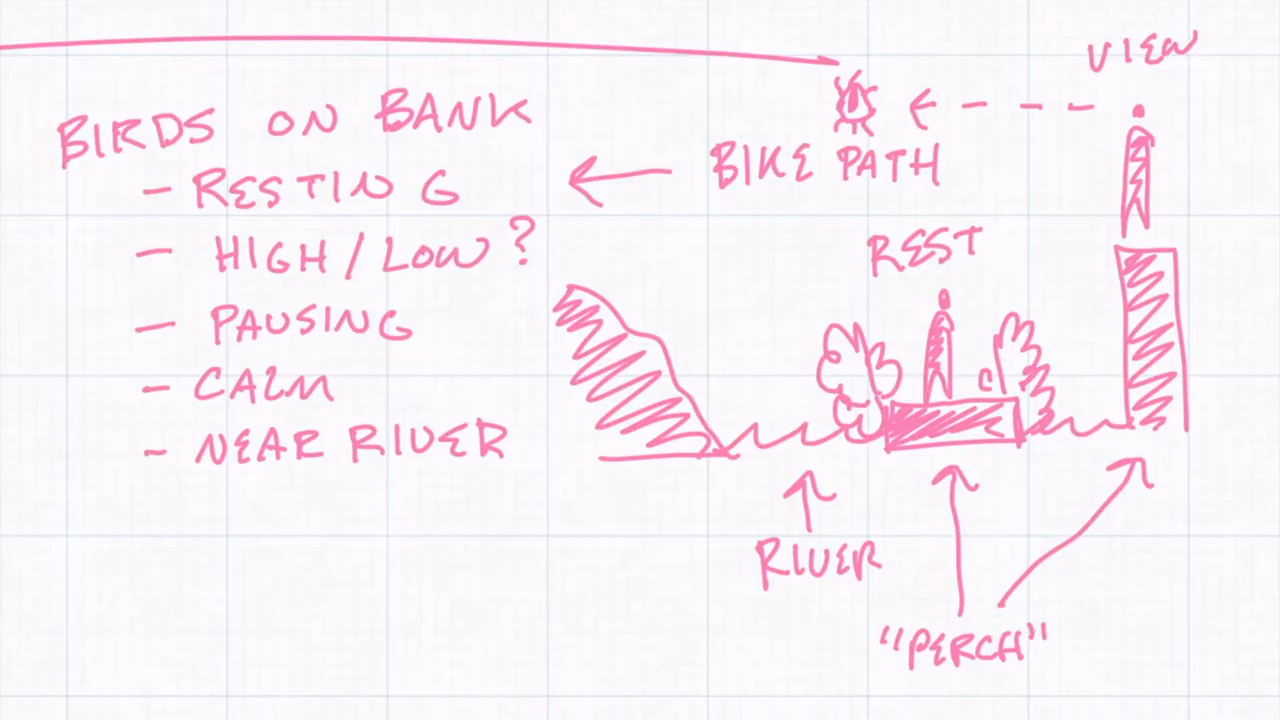 BIRDS ON BANK
- RESTING
- HIGH/LOW?
- PAUSING
- CALM
- NEAR RIVER
VIEW
BIKE PATH
REST
RIVER
"PERCH"